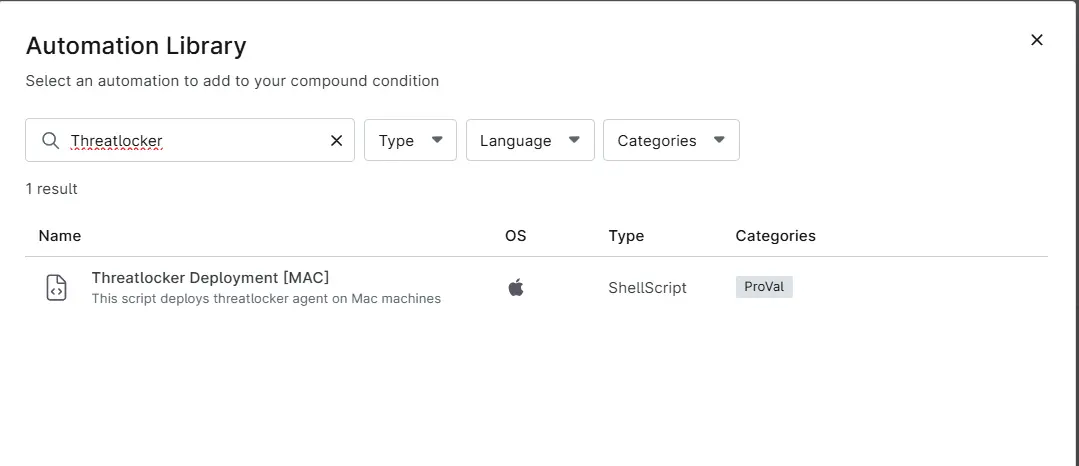 Automation Library
Select an automation to add to your compound condition
Threatlocker
Type
Language
Categories
1 result
Name
OS
Type
Categories
Threatlocker Deployment [MAC]
This script deploys threatlocker agent on Mac machines
ShellScript
ProVal